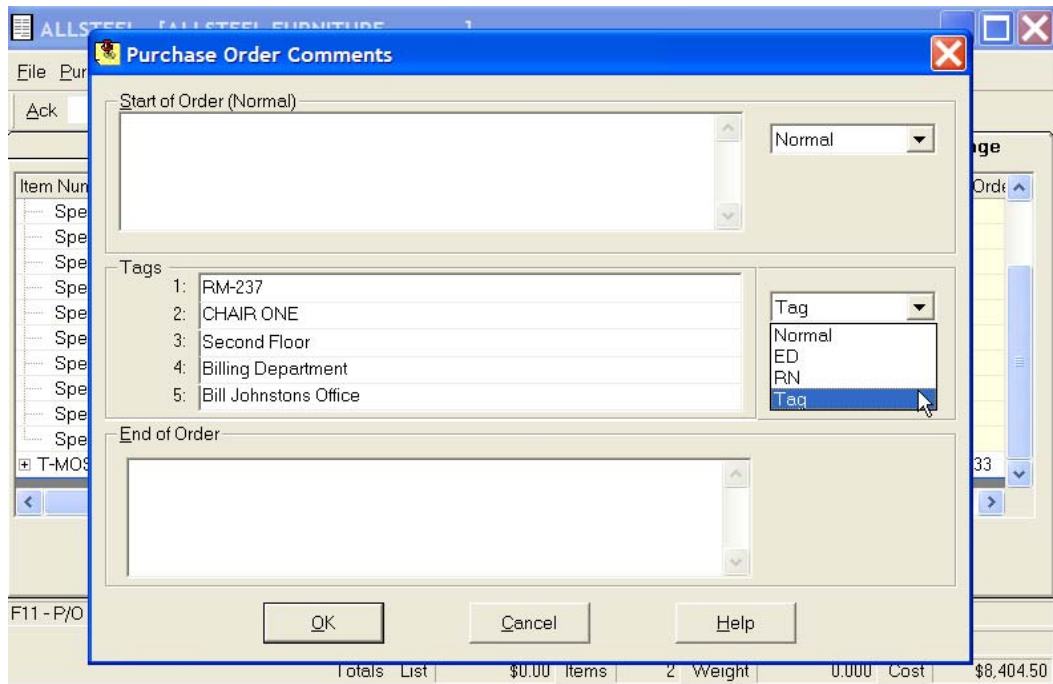 ALLSTEEL - [ALLSTEEL FURNITURE ]
Purchase Order Comments
File Pur
Ack
Start of Order (Normal)
Normal
ge
Item Num
Orde
Spe
Spe
Spe
Spe
Spe
Spe
Spe
Spe
Spe
Spe
T-MOS
33
Tags
1: RM-237
2: CHAIR ONE
3: Second Floor
4: Billing Department
5: Bill Johnstons Office
Tag
Normal
ED
RN
Tag
End of Order
F11 - P/O
OK Cancel Help
Totals List $0.00 Items 2 Weight 0.000 Cost $8,404.50